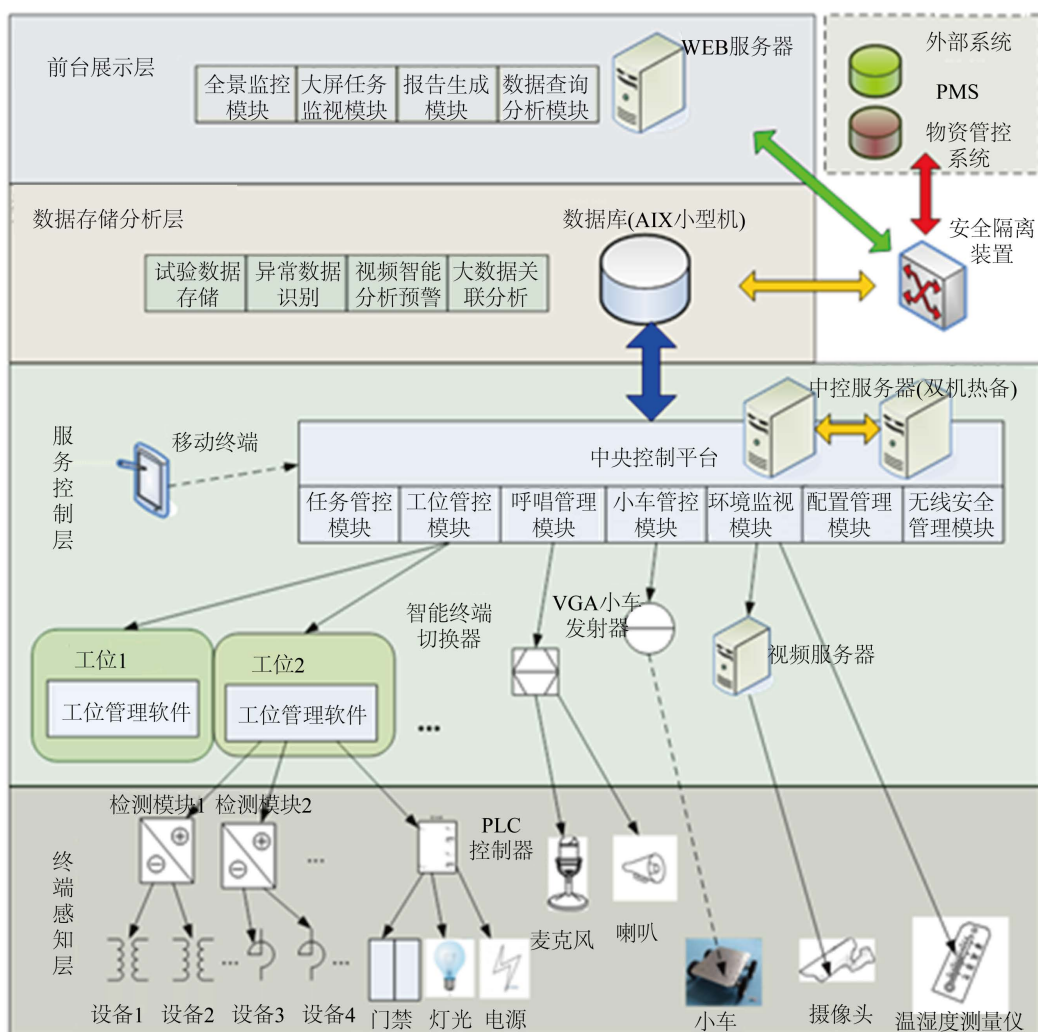 前台展示层
全景监控
模块
大屏任务
监视模块
报告生成
模块
数据查询
分析模块
WEB服务器
外部系统
PMS
物资管控
系统
安全隔离
装置
数据存储分析层
数据库(AIX小型机)
试验数据
存储
异常数据
识别
视频智能
分析预警
大数据关
联分析
服
务
控
制
层
移动终端
中控服务器(双机热备)
中央控制平台
任务管控
模块
工位管控
模块
呼唱管理
模块
小车管控
模块
环境监视
模块
配置管理
模块
无线安全
管理模块
智能终端
切换器
VGA小车
发射器
视频服务器
工位1
工位管理软件
工位2
工位管理软件
...
终
端
感
知
层
检测模块1
检测模块2
...
PLC
控制器
麦克风
喇叭
...
...
设备1
设备2
设备3
设备4
门禁
灯光
电源
小车
摄像头
温湿度测量仪